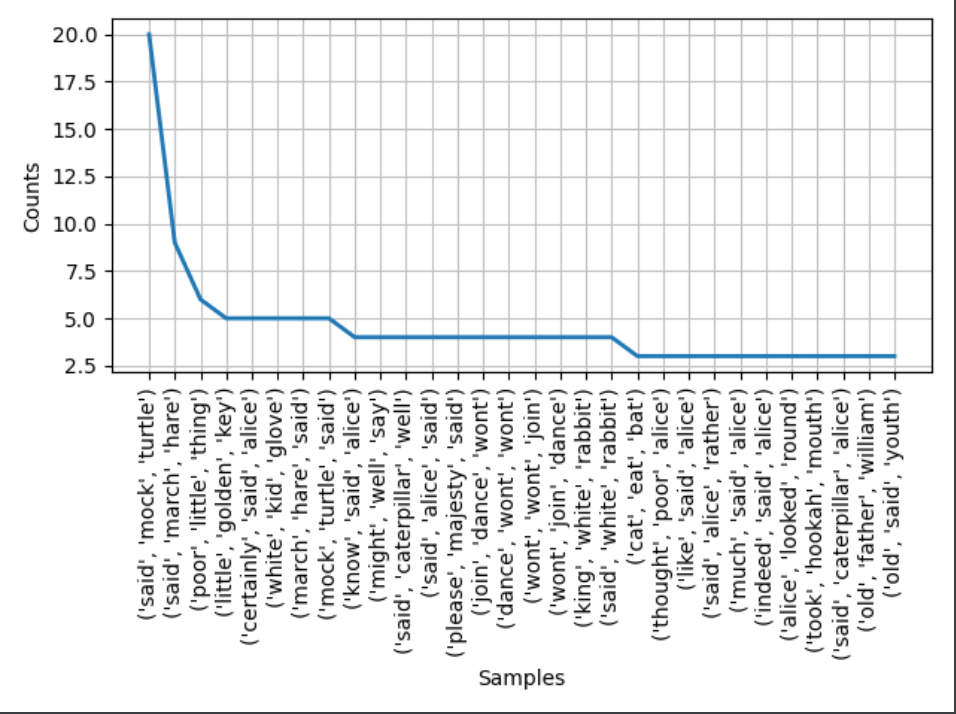 20.0
17.5
15.0
12.5
10.0
7.5
5.0
2.5
Counts
('said', 'mock', 'turtle')
('said', 'march', 'hare')
('poor', 'little', 'thing')
('little', 'golden', 'key')
('certainly', 'said', 'alice')
('white', 'kid', 'glove')
('march', 'hare', 'said')
('mock', 'turtle', 'said')
('know', 'said', 'alice')
('might', 'well', 'say')
('said', 'caterpillar', 'well')
('said', 'alice', 'said')
('please', 'majesty', 'said')
('join', 'dance', 'wont')
('dance', 'wont', 'wont')
('wont', 'wont', 'join')
('wont', 'join', 'dance')
('king', 'white', 'rabbit')
('said', 'white', 'rabbit')
('cat', 'eat', 'bat')
('thought', 'poor', 'alice')
('like', 'said', 'alice')
('said', 'alice', 'rather')
('much', 'said', 'alice')
('indeed', 'said', 'alice')
('alice', 'looked', 'round')
('took', 'hookah', 'mouth')
('said', 'caterpillar', 'alice')
('old', 'father', 'william')
('old', 'said', 'youth')
Samples